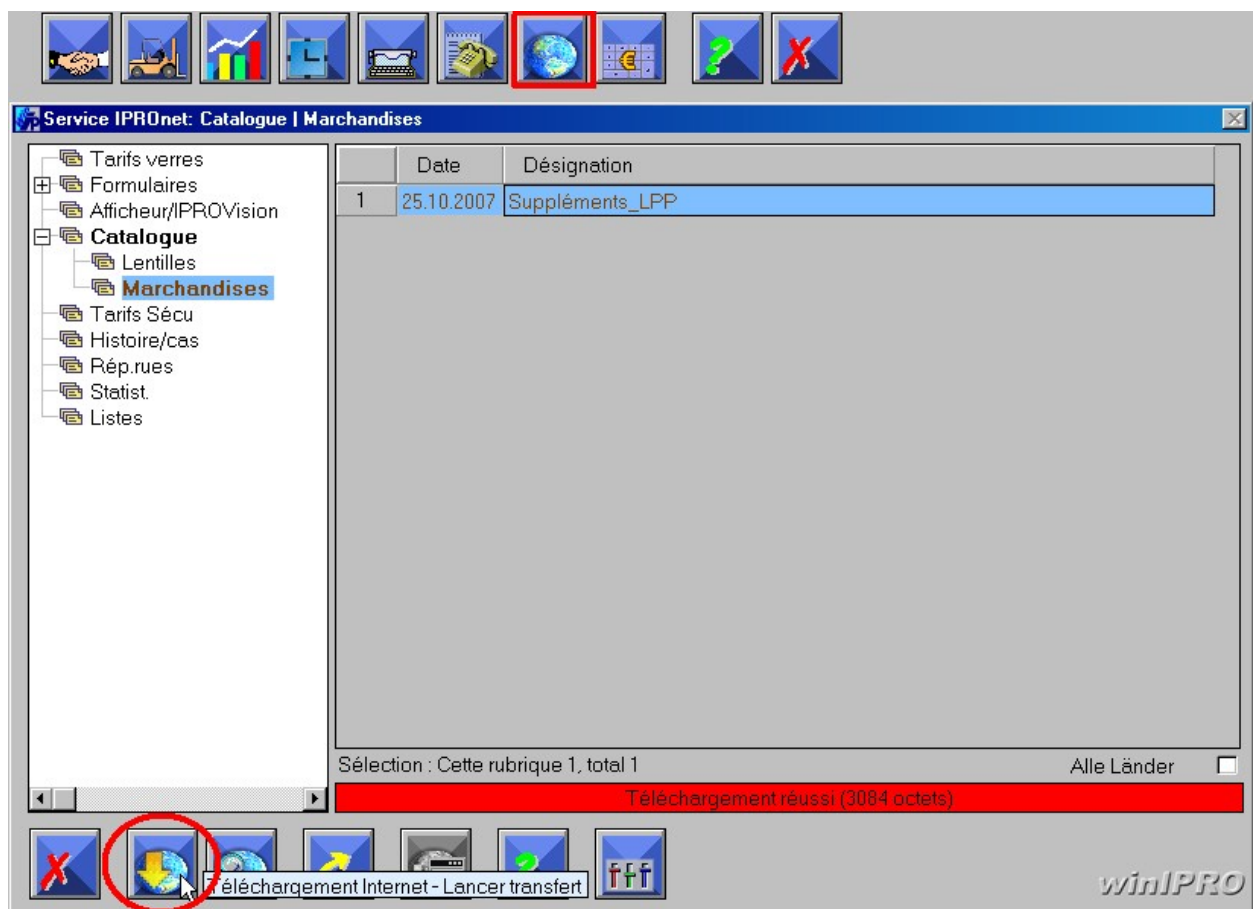 Service IPROnet: Catalogue | Marchandises
Tarifs verres
Formulaires
Afficheur/IPROVision
Catalogue
Lentilles
Marchandises
Tarifs Sécu
Histoire/cas
Rép.rues
Statist.
Listes
Date Désignation
1 25.10.2007 Suppléments_LPP
Sélection : Cette rubrique 1, total 1 Alle Länder
Téléchargement réussi (3084 octets)
Téléchargement Internet - Lancer transfert
winIPRO